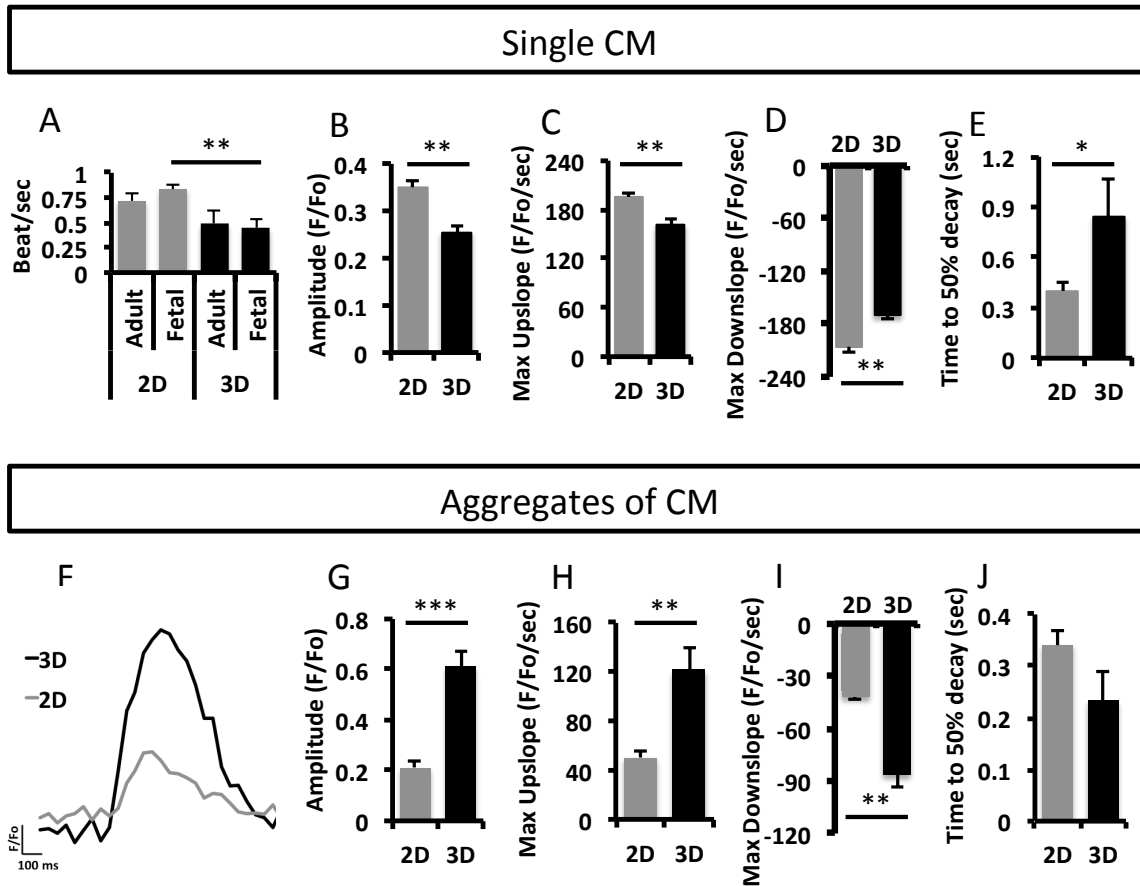 Single CM
A
**
Beat/sec
1
0.75
0.5
0.25
0
Adult
Fetal
Adult
Fetal
2D
3D
B
**
Amplitude (F/Fo)
0.4
0.3
0.2
0.1
0
2D 3D
C
**
Max Upslope (F/Fo/sec)
240
180
120
60
0
2D 3D
D
2D 3D
Max Downslope (F/Fo/sec)
0
-60
-120
-180
-240
**
E
*
Time to 50% decay (sec)
1.2
0.9
0.6
0.3
0
2D 3D
Aggregates of CM
F
3D
2D
F/Fo
100 ms
G
***
Amplitude (F/Fo)
0.8
0.6
0.4
0.2
0
2D 3D
H
**
Max Upslope (F/Fo/sec)
160
120
80
40
0
2D 3D
I
2D 3D
Max Downslope (F/Fo/sec)
0
-30
-60
-90
-120
**
J
Time to 50% decay (sec)
0.4
0.3
0.2
0.1
0
2D 3D